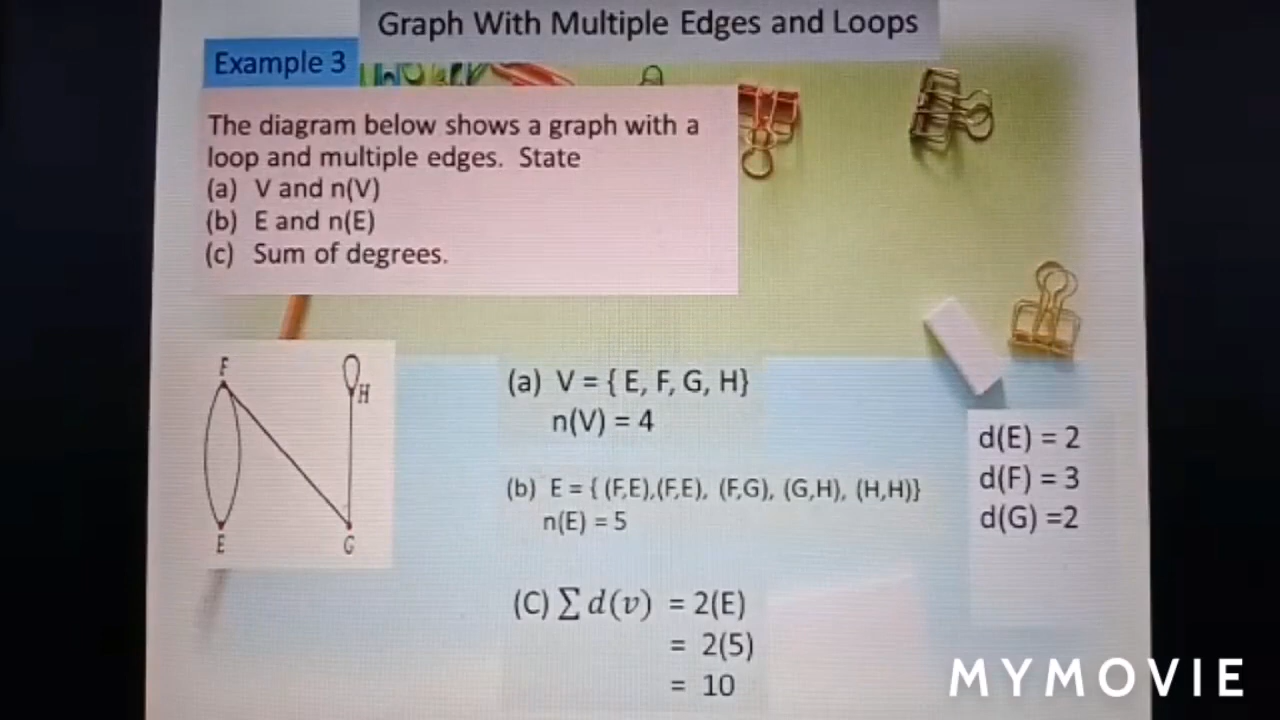 Graph With Multiple Edges and Loops
Example 3
The diagram below shows a graph with a
loop and multiple edges. State
(a) V and n(V)
(b) E and n(E)
(c) Sum of degrees.
F
H
E
G
(a) V = { E, F, G, H}
n(V) = 4
(b) E = { (F,E),(F,E), (F,G), (G,H), (H,H)}
n(E) = 5
(C) ∑ d(v) = 2(E)
= 2(5)
= 10
d(E) = 2
d(F) = 3
d(G) =2
MYMOVIE